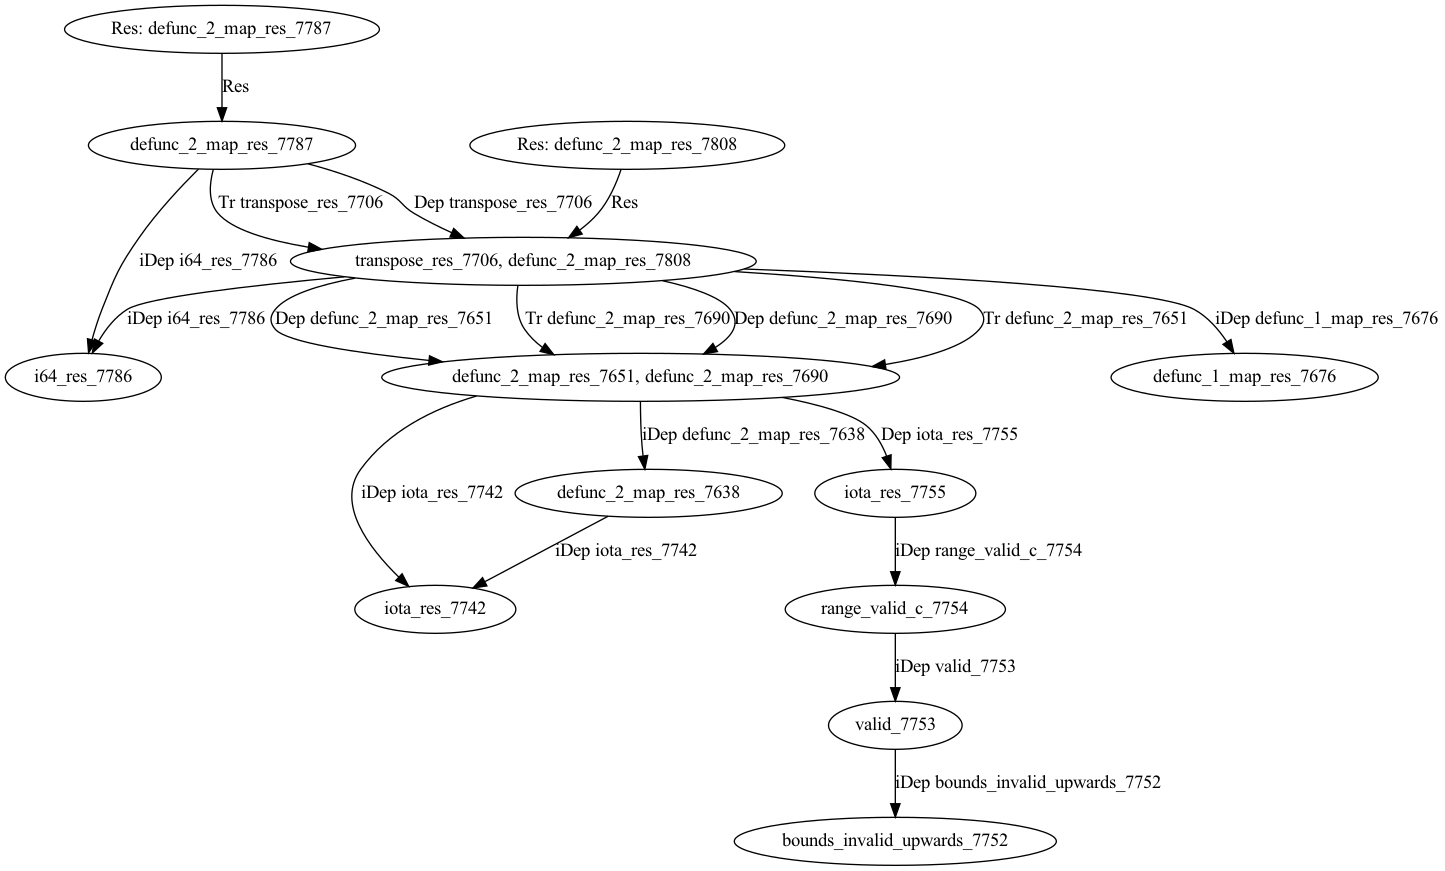 Res: defunc_2_map_res_7787
Res
defunc_2_map_res_7787
Res: defunc_2_map_res_7808
Tr transpose_res_7706
Dep transpose_res_7706
Res
iDep i64_res_7786
transpose_res_7706, defunc_2_map_res_7808
iDep i64_res_7786
Dep defunc_2_map_res_7651
Tr defunc_2_map_res_7690
Dep defunc_2_map_res_7690
Tr defunc_2_map_res_7651
iDep defunc_1_map_res_7676
i64_res_7786
defunc_2_map_res_7651, defunc_2_map_res_7690
defunc_1_map_res_7676
iDep defunc_2_map_res_7638
Dep iota_res_7755
iDep iota_res_7742
defunc_2_map_res_7638
iota_res_7755
iDep iota_res_7742
iDep range_valid_c_7754
iota_res_7742
range_valid_c_7754
iDep valid_7753
valid_7753
iDep bounds_invalid_upwards_7752
bounds_invalid_upwards_7752